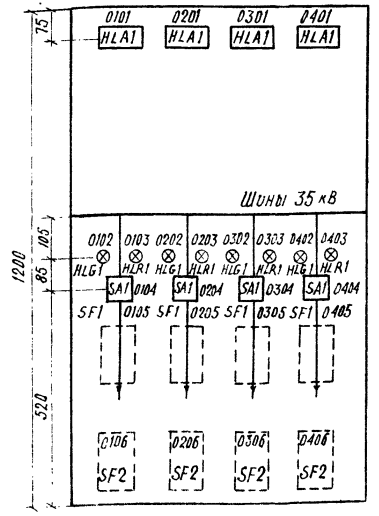 0101 0201 0301 0401
75 HLA1 HLA1 HLA1 HLA1
Шины 35 кВ
105 0102 0103 0202 0203 0302 0303 0402 0403
1200
HLG1 HLR1 HLG1 HLR1 HLG1 HLR1 HLG1 HLR1
85 SA1 0104 SA1 0204 SA1 0304 SA1 0404
SF1 0105 SF1 0205 SF1 0305 SF1 0405
520
0106 0206 0306 0406
SF2 SF2 SF2 SF2